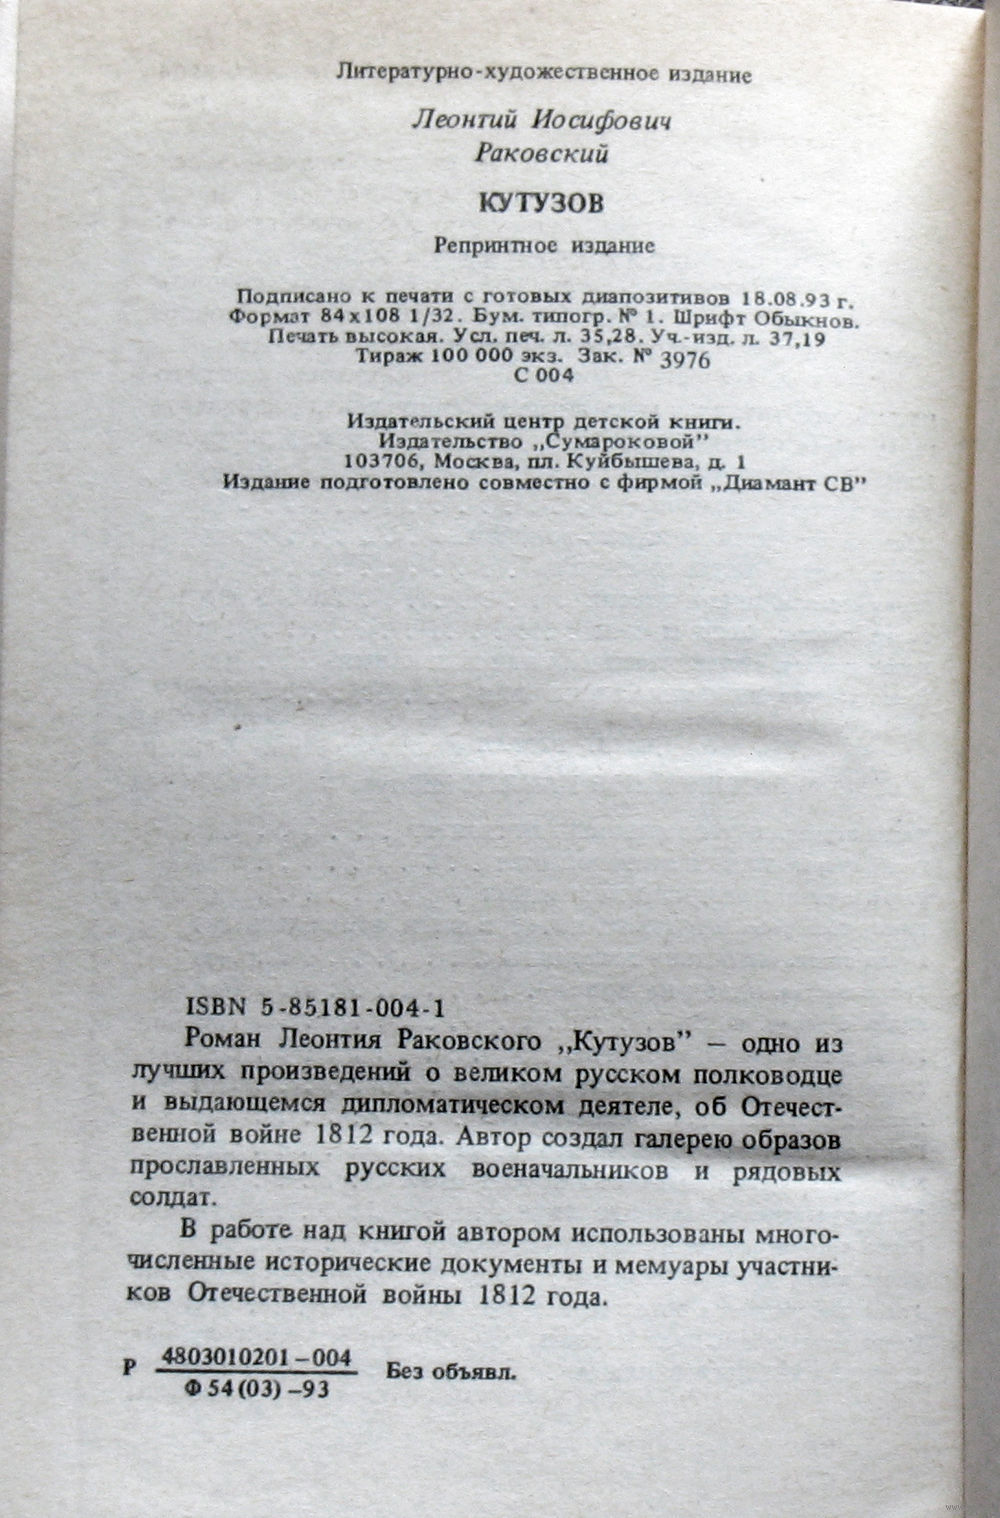 Литературно-художественное издание
Леонтий Иосифович
Раковский
КУТУЗОВ
Репринтное издание
Подписано к печати с готовых диапозитивов 18.08.93 г.
Формат 84х108 1/32. Бум. типогр. № 1. Шрифт Обыкнов.
Печать высокая. Усл. печ. л. 35,28. Уч.-изд. л. 37,19
Тираж 100 000 экз. Зак. № 3976
С 004
Издательский центр детской книги.
Издательство „Сумароковой”
103706, Москва, пл. Куйбышева, д. 1
Издание подготовлено совместно с фирмой „Диамант СВ”
ISBN 5-85181-004-1
Роман Леонтия Раковского „Кутузов” — одно из
лучших произведений о великом русском полководце
и выдающемся дипломатическом деятеле, об Отечест-
венной войне 1812 года. Автор создал галерею образов
прославленных русских военачальников и рядовых
солдат.
В работе над книгой автором использованы много-
численные исторические документы и мемуары участни-
ков Отечественной войны 1812 года.
Р 4803010201–004 Без объявл.
Ф 54(03)–93